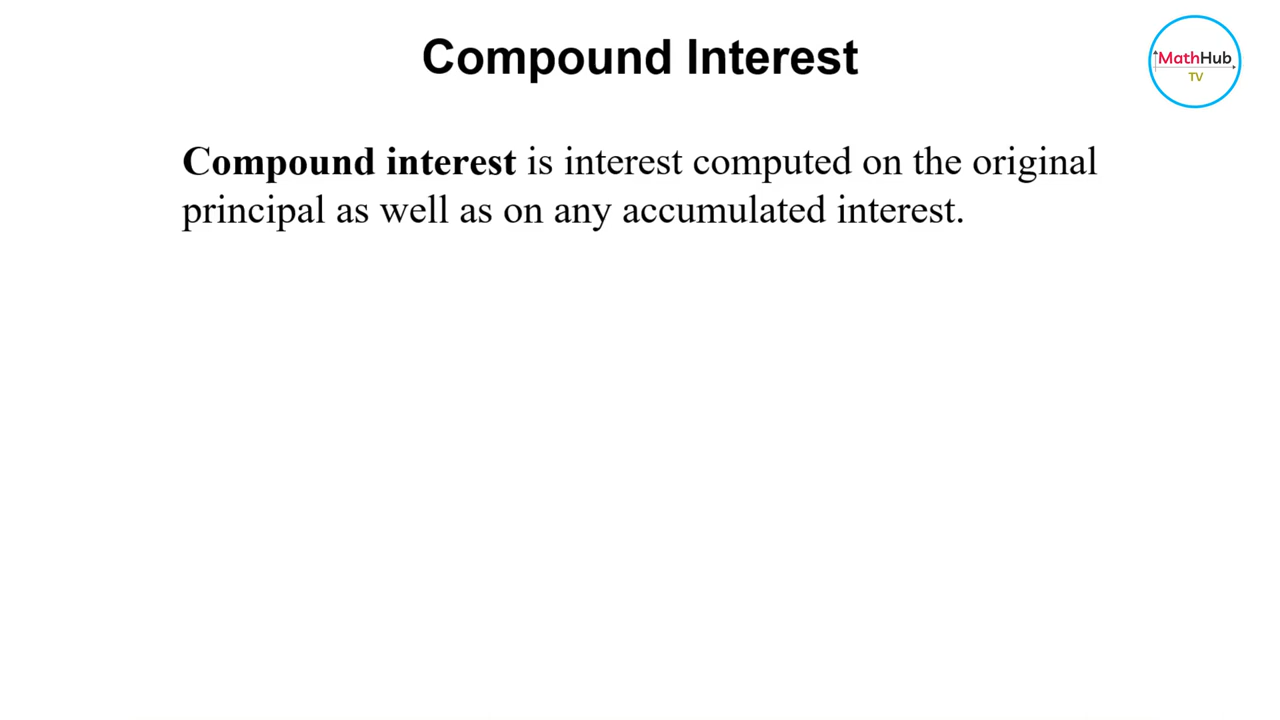 Compound Interest
MathHub
TV
Compound interest is interest computed on the original
principal as well as on any accumulated interest.